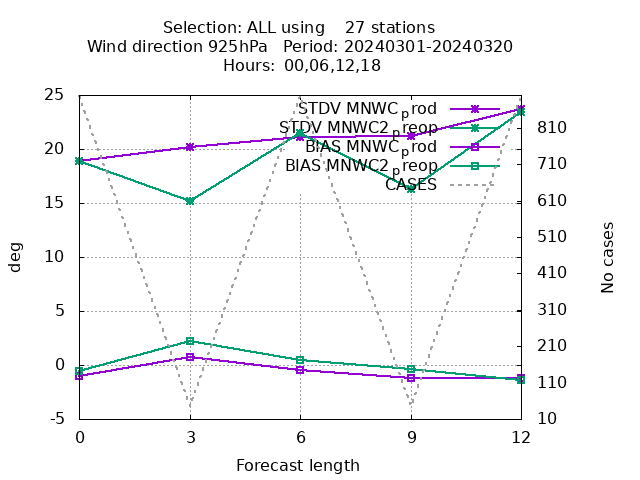 Selection: ALL using 27 stations
Wind direction 925hPa Period: 20240301-20240320
Hours: 00,06,12,18
STDV MNWC_prod
STDV MNWC2_preop
BIAS MNWC_prod
BIAS MNWC2_preop
CASES
25
20
15
10
5
0
-5
deg
810
710
610
510
410
310
210
110
10
No cases
0 3 6 9 12
Forecast length